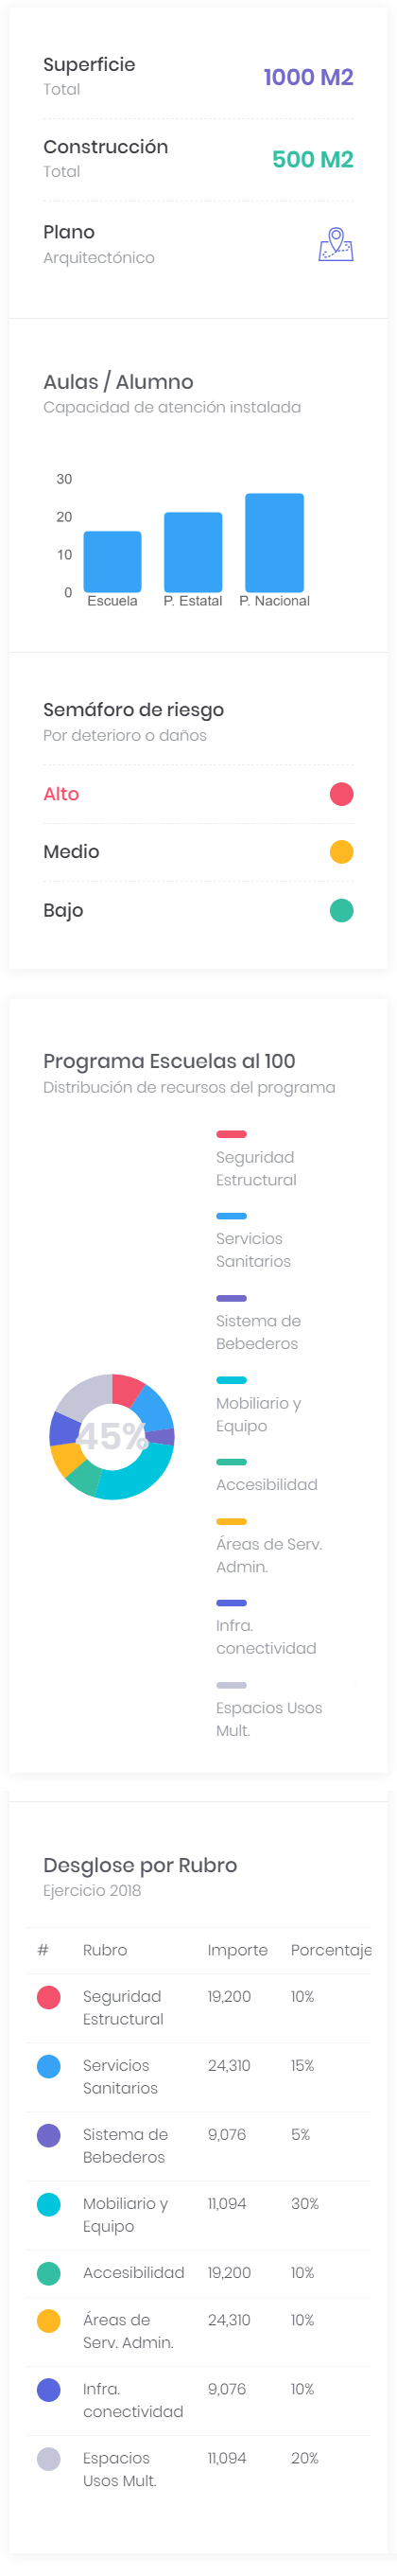 Superficie
Total
1000 M2
Construcción
Total
500 M2
Plano
Arquitectónico
Aulas / Alumno
Capacidad de atención instalada
30
20
10
0
Escuela P. Estatal P. Nacional
Semáforo de riesgo
Por deterioro o daños
Alto
Medio
Bajo
Programa Escuelas al 100
Distribución de recursos del programa
45%
Seguridad
Estructural
Servicios
Sanitarios
Sistema de
Bebederos
Mobiliario y
Equipo
Accesibilidad
Áreas de Serv.
Admin.
Infra.
conectividad
Espacios Usos
Mult.
Desglose por Rubro
Ejercicio 2018
# Rubro Importe Porcentaje
Seguridad 19,200 10%
Estructural
Servicios 24,310 15%
Sanitarios
Sistema de 9,076 5%
Bebederos
Mobiliario y 11,094 30%
Equipo
Accesibilidad 19,200 10%
Áreas de 24,310 10%
Serv. Admin.
Infra. 9,076 10%
conectividad
Espacios 11,094 20%
Usos Mult.